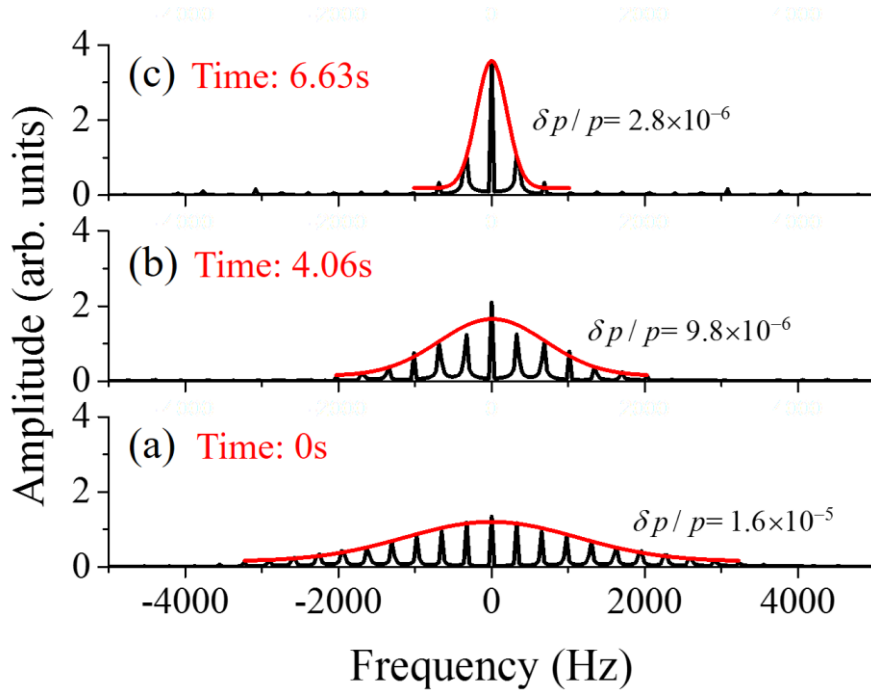 (c) Time: 6.63s
δp / p= 2.8×10⁻⁶
4
2
0
(b) Time: 4.06s
δp / p= 9.8×10⁻⁶
4
2
0
(a) Time: 0s
δp / p= 1.6×10⁻⁵
4
2
0
Amplitude (arb. units)
-4000 -2000 0 2000 4000
Frequency (Hz)